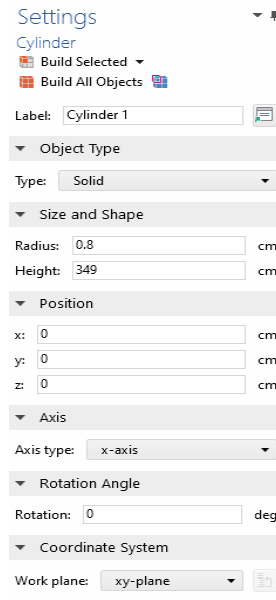 Settings
Cylinder
Build Selected
Build All Objects
Label: Cylinder 1
Object Type
Type: Solid
Size and Shape
Radius: 0.8 cm
Height: 349 cm
Position
x: 0 cm
y: 0 cm
z: 0 cm
Axis
Axis type: x-axis
Rotation Angle
Rotation: 0 deg
Coordinate System
Work plane: xy-plane